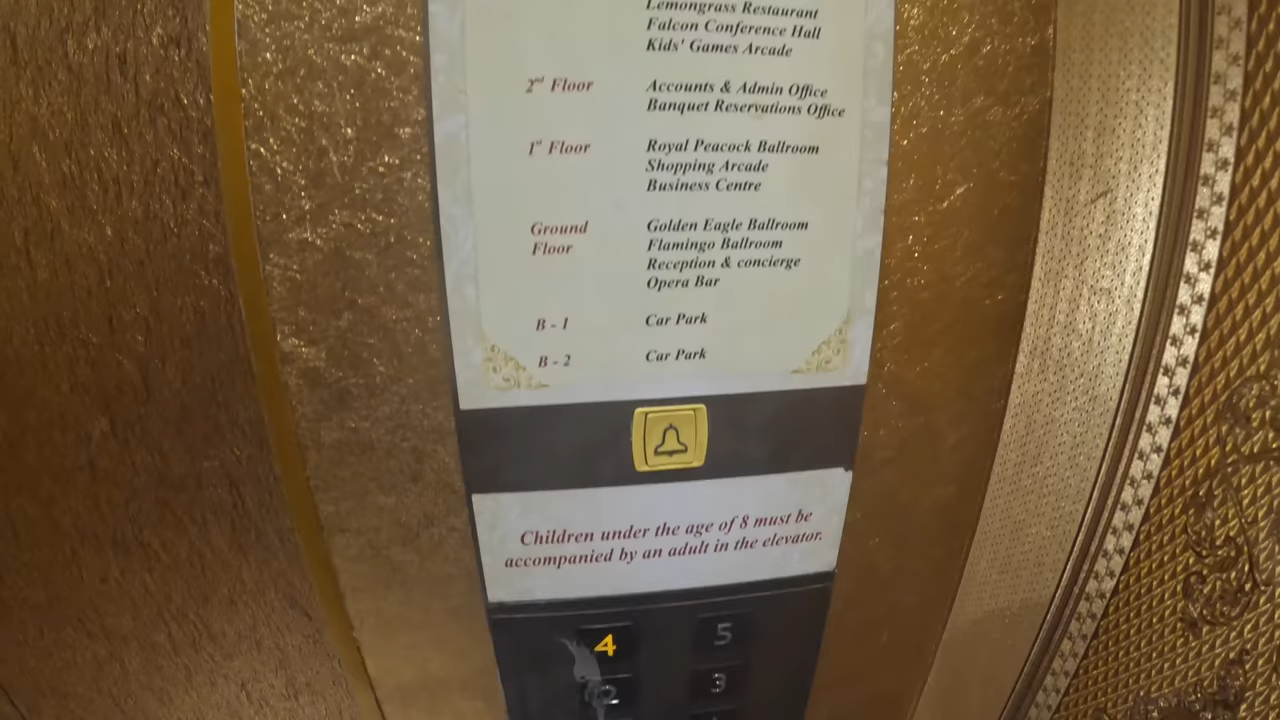 Lemongrass Restaurant
Falcon Conference Hall
Kids' Games Arcade
2nd Floor
Accounts & Admin Office
Banquet Reservations Office
1st Floor
Royal Peacock Ballroom
Shopping Arcade
Business Centre
Ground
Floor
Golden Eagle Ballroom
Flamingo Ballroom
Reception & concierge
Opera Bar
B - 1
Car Park
B - 2
Car Park
Children under the age of 8 must be
accompanied by an adult in the elevator.
4 5
2 3